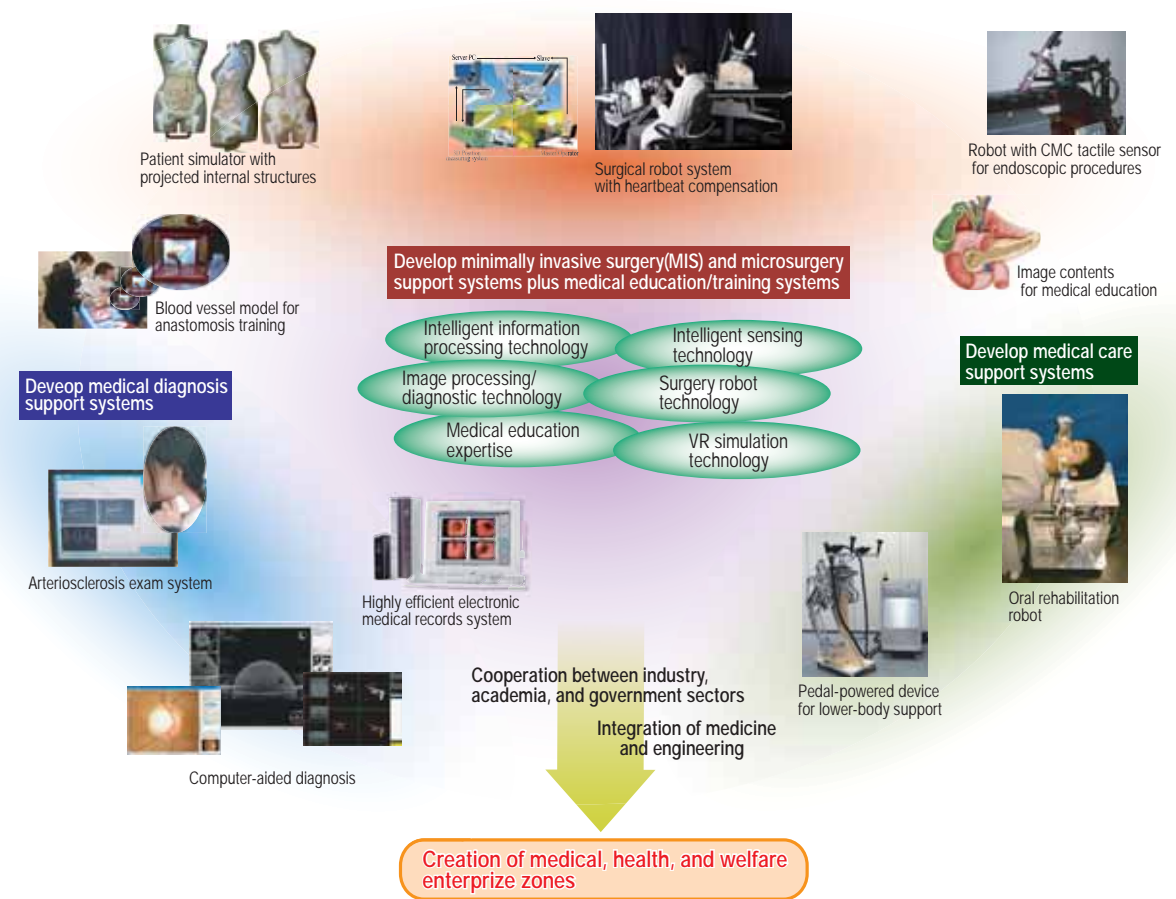 Server PC
Slave
Patient simulator with
projected internal structures
Surgical robot system
with heartbeat compensation
Robot with CMC tactile sensor
for endoscopic procedures
Blood vessel model for
anastomosis training
Develop minimally invasive surgery(MIS) and microsurgery
support systems plus medical education/training systems
Image contents
for medical education
Intelligent information
processing technology
Intelligent sensing
technology
Image processing/
diagnostic technology
Surgery robot
technology
Medical education
expertise
VR simulation
technology
Deveop medical diagnosis
support systems
Develop medical care
support systems
Arteriosclerosis exam system
Highly efficient electronic
medical records system
Oral rehabilitation
robot
Computer-aided diagnosis
Pedal-powered device
for lower-body support
Cooperation between industry,
academia, and government sectors
Integration of medicine
and engineering
Creation of medical, health, and welfare
enterprize zones